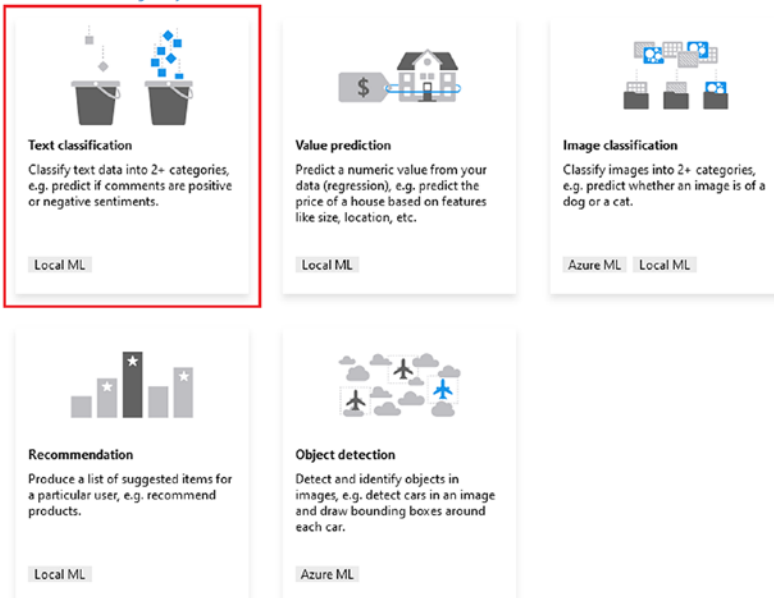 $
Text classification
Classify text data into 2+ categories,
e.g. predict if comments are positive
or negative sentiments.
Local ML
Value prediction
Predict a numeric value from your
data (regression), e.g. predict the
price of a house based on features
like size, location, etc.
Local ML
Image classification
Classify images into 2+ categories,
e.g. predict whether an image is of a
dog or a cat.
Azure ML Local ML
Recommendation
Produce a list of suggested items for
a particular user, e.g. recommend
products.
Local ML
Object detection
Detect and identify objects in
images, e.g. detect cars in an image
and draw bounding boxes around
each car.
Azure ML